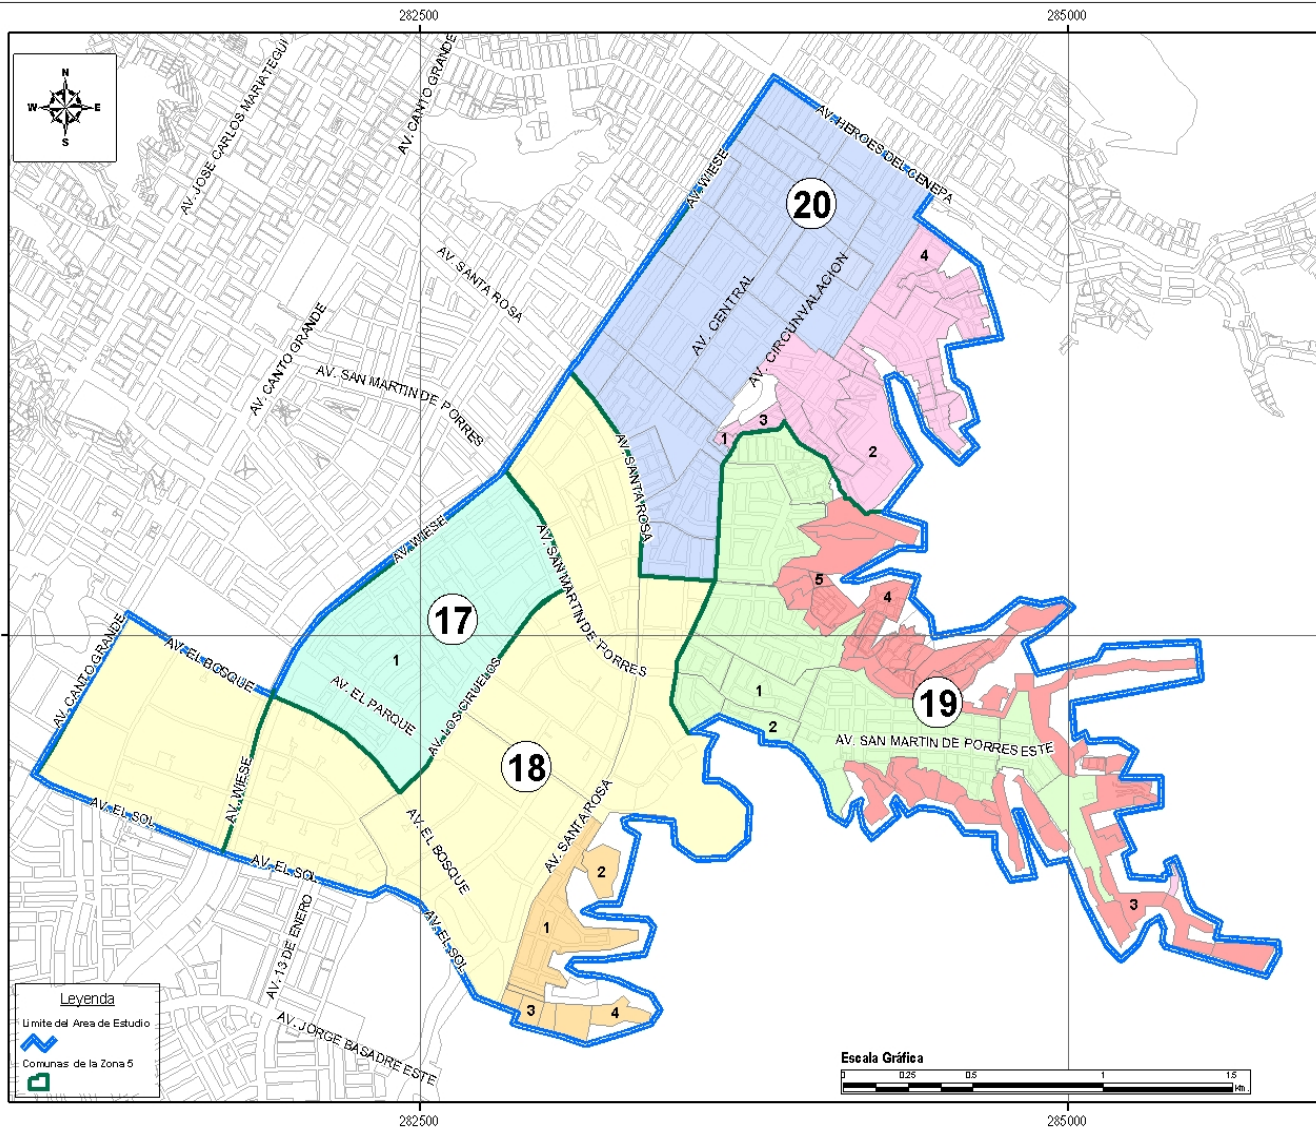 282500
285000
N
W
E
S
AV. JOSE CARLOS MARIATEGUI
AV. CANTO GRANDE
AV. HEROES DEL CENEPA
AV. WIESE
20
4
AV. SANTA ROSA
AV. CENTRAL
AV. CIRCUNVALACION
AV. CANTO GRANDE
AV. SAN MARTIN DE PORRES
3
1
2
AV. SANTA ROSA
AV. WIESE
AV. SAN MARTIN DE PORRES
5
4
17
AV. CANTO GRANDE
AV. EL BOSQUE
1
AV. EL PARQUE
AV. LOS CIRUELOS
1
19
2
AV. SAN MARTIN DE PORRES ESTE
18
AV. WIESE
AV. EL SOL
AV. EL BOSQUE
AV. SANTA ROSA
AV. EL SOL
2
3
AV. 13 DE ENERO
AV. EL SOL
1
3
4
AV. JORGE BASADRE ESTE
Leyenda
Limite del Area de Estudio
Comunas de la Zona 5
Escala Gráfica
0 0.25 0.5 1 1.5
km.
282500
285000